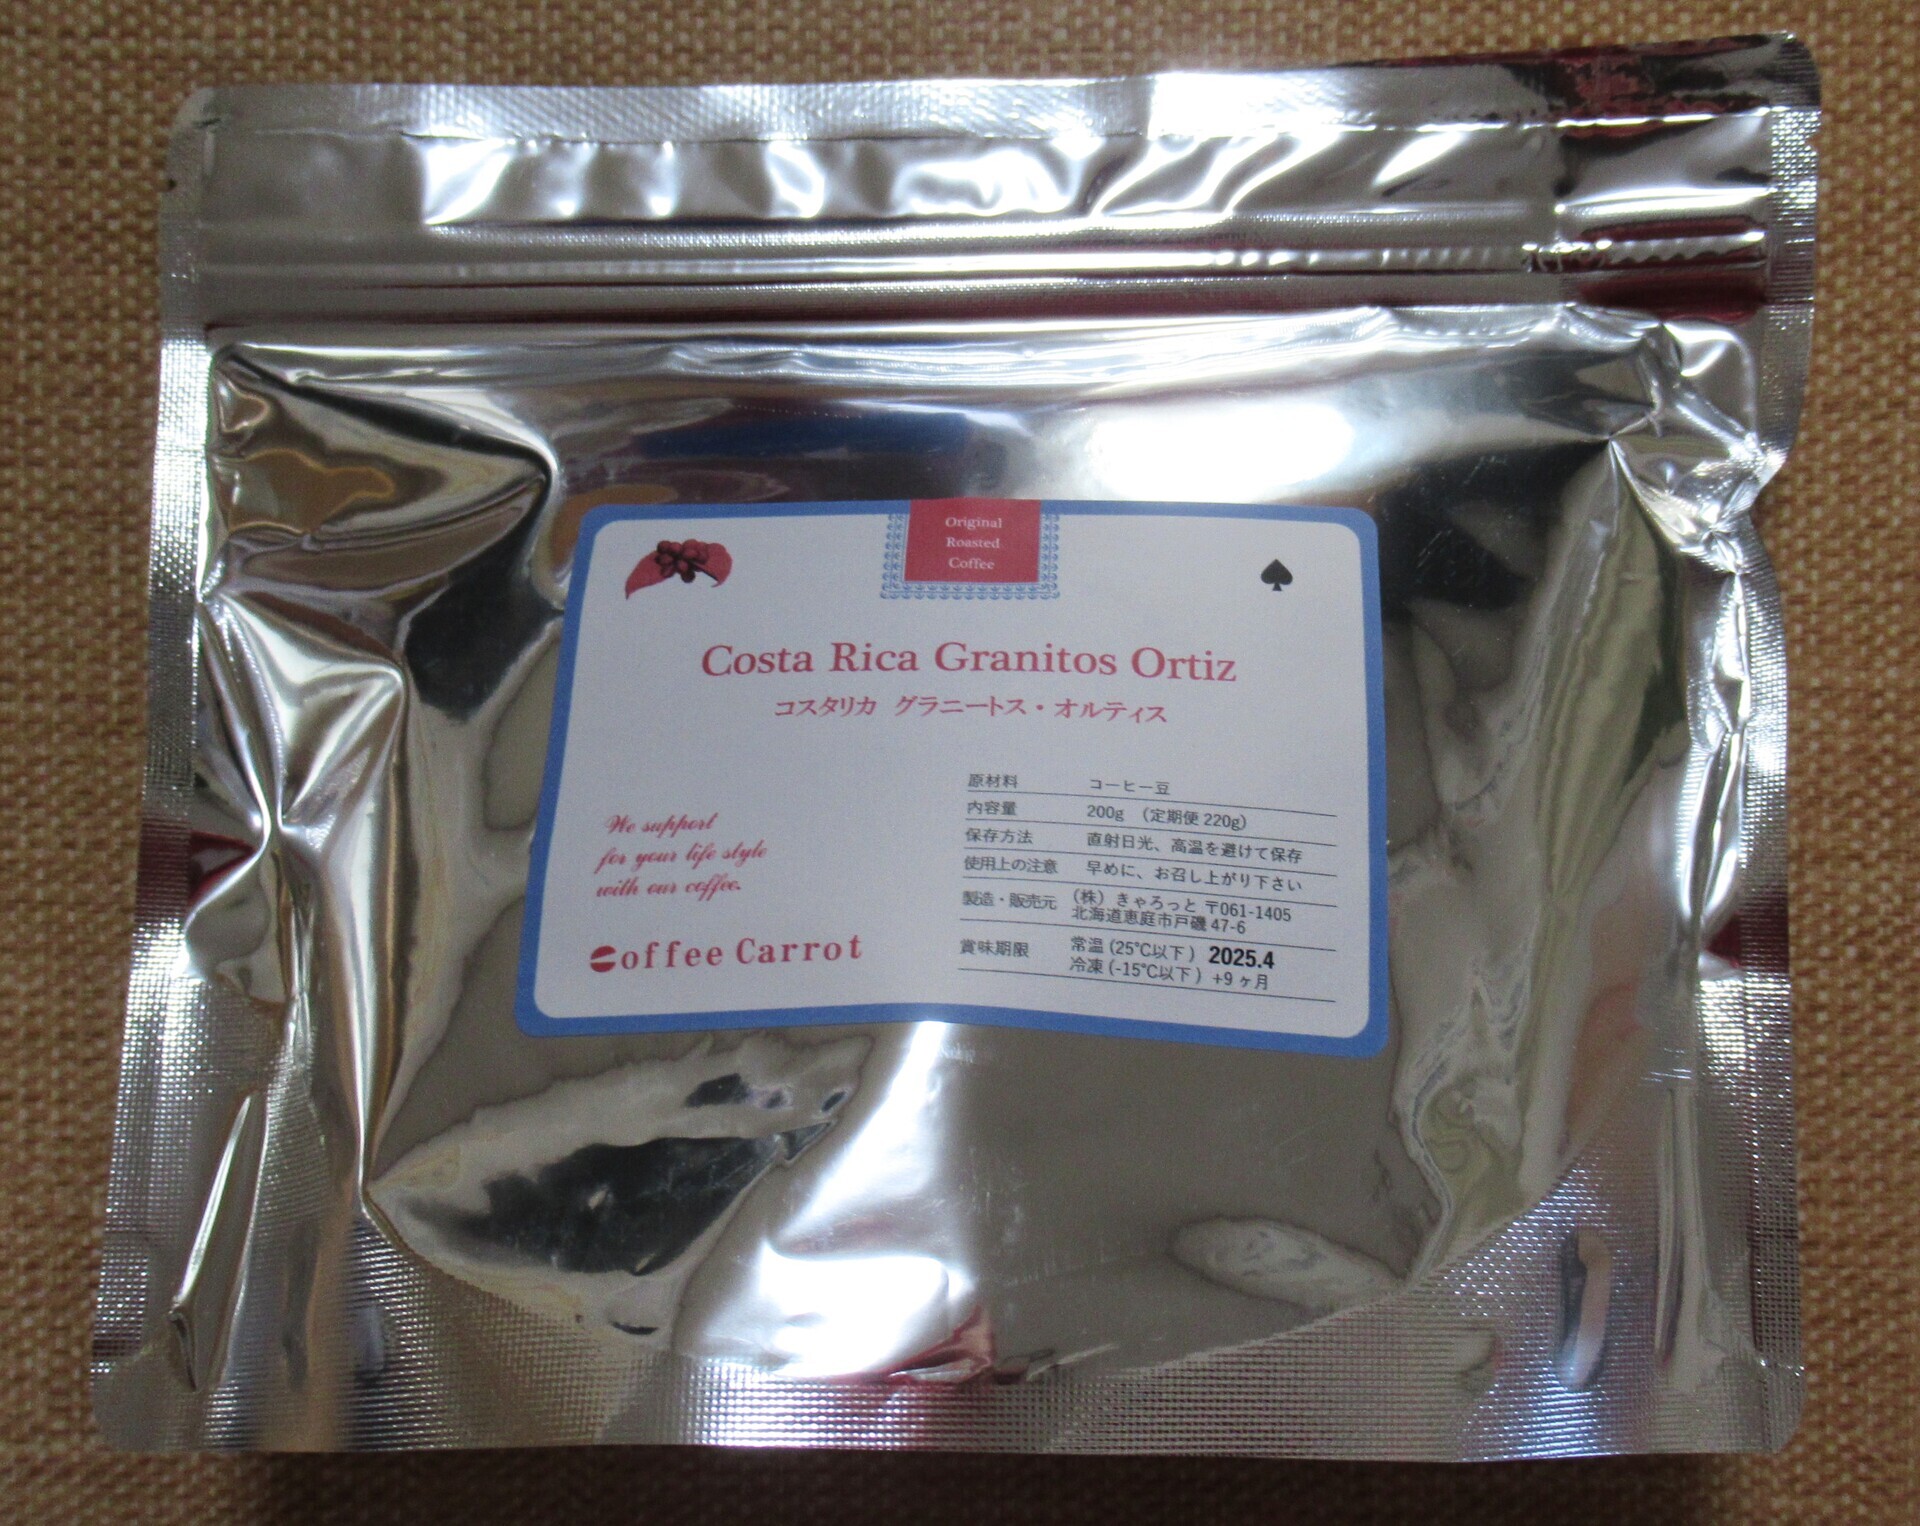 Original
Roasted
Coffee
Costa Rica Granitos Ortiz
コスタリカ グラニートス・オルティス
We support
for your life style
with our coffee.
Coffee Carrot
原材料 コーヒー豆
内容量 200g (定期便 220g)
保存方法 直射日光、高温を避けて保存
使用上の注意 早めに、お召し上がり下さい
製造・販売元 (株) きゃろっと 〒061-1405
北海道恵庭市戸磯 47-6
賞味期限 常温 (25℃以下) 2025.4
冷凍 (-15℃以下) +9ヶ月